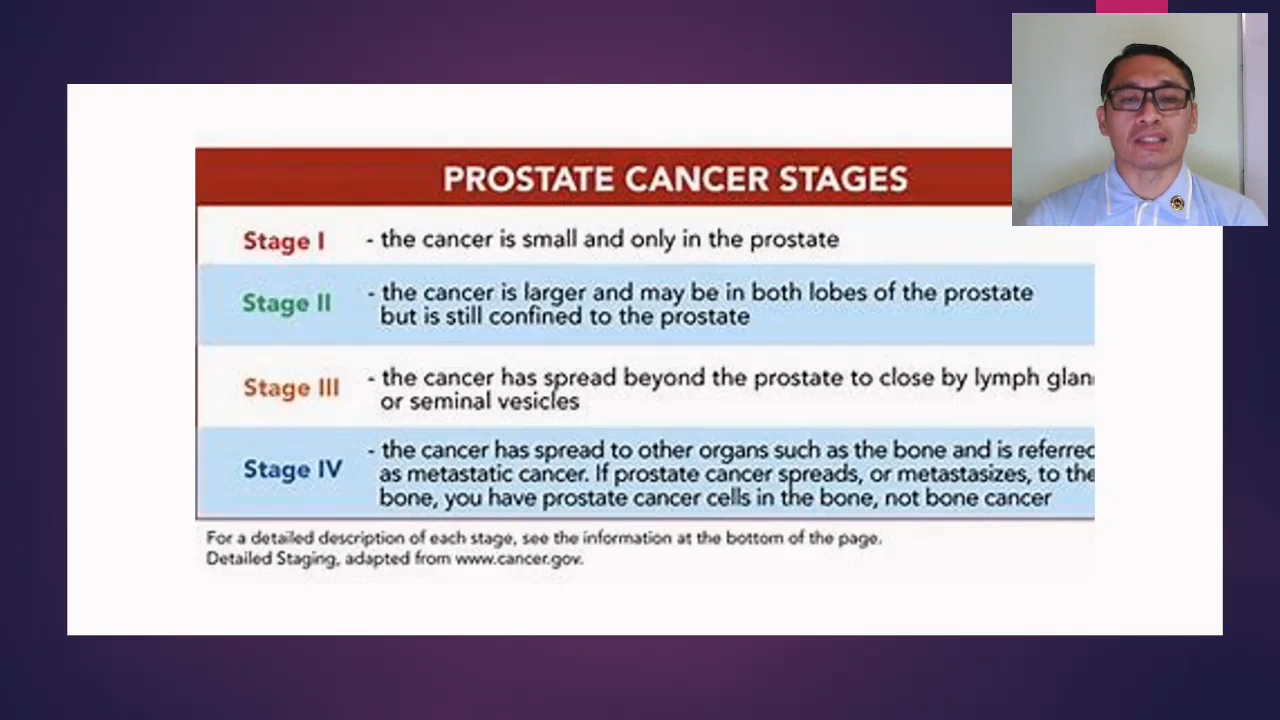 PROSTATE CANCER STAGES
Stage I - the cancer is small and only in the prostate
Stage II - the cancer is larger and may be in both lobes of the prostate
but is still confined to the prostate
Stage III - the cancer has spread beyond the prostate to close by lymph
or seminal vesicles
Stage IV - the cancer has spread to other organs such as the bone and is referred
as metastatic cancer. If prostate cancer spreads, or metastasizes, to the
bone, you have prostate cancer cells in the bone, not bone cancer
For a detailed description of each stage, see the information at the bottom of the page.
Detailed Staging, adapted from www.cancer.gov.